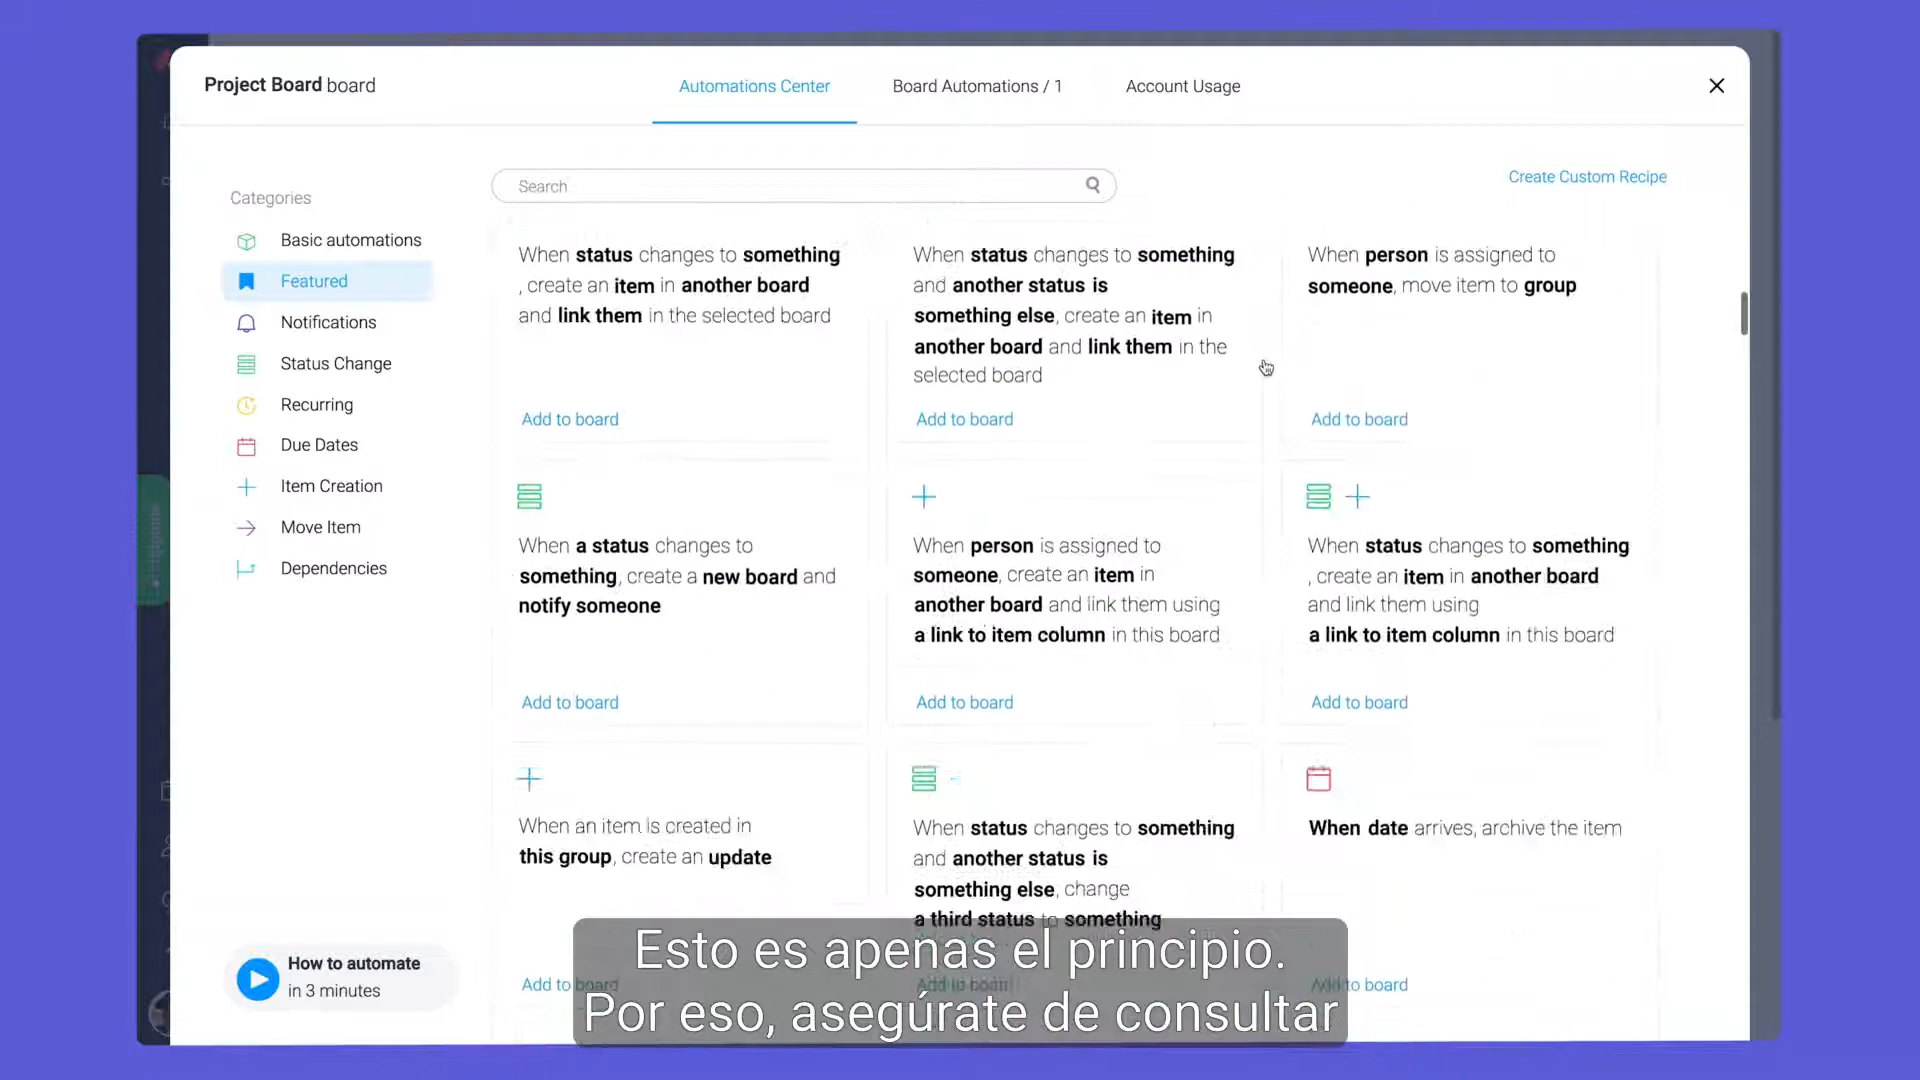 Project Board board
Automations Center
Board Automations / 1
Account Usage
Search
Create Custom Recipe
Categories
Basic automations
Featured
Notifications
Status Change
Recurring
Due Dates
Item Creation
Move Item
Dependencies
When status changes to something
, create an item in another board
and link them in the selected board
Add to board
When status changes to something
and another status is
something else, create an item in
another board and link them in the
selected board
Add to board
When person is assigned to
someone, move item to group
Add to board
When a status changes to
something, create a new board and
notify someone
Add to board
When person is assigned to
someone, create an item in
another board and link them using
a link to item column in this board
Add to board
When status changes to something
, create an item in another board
and link them using
a link to item column in this board
Add to board
When an item is created in
this group, create an update
Add to board
When status changes to something
and another status is
something else, change
a third status to something
Add to board
When date arrives, archive the item
Add to board
How to automate
in 3 minutes
Esto es apenas el principio.
Por eso, asegúrate de consultar